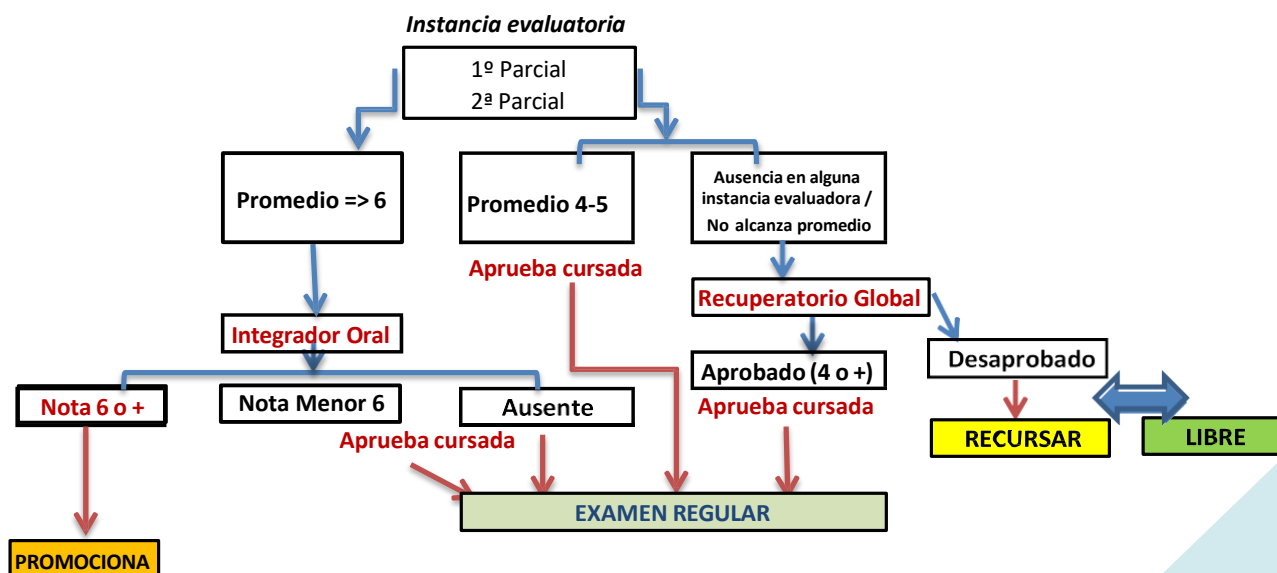 Instancia evaluatoria
1º Parcial
2ª Parcial
Promedio => 6
Promedio 4-5
Ausencia en alguna
instancia evaluadora /
No alcanza promedio
Aprueba cursada
Recuperatorio Global
Integrador Oral
Aprobado (4 o +)
Desaprobado
Nota 6 o +
Nota Menor 6
Ausente
Aprueba cursada
Aprueba cursada
RECURSAR
LIBRE
EXAMEN REGULAR
PROMOCIONA